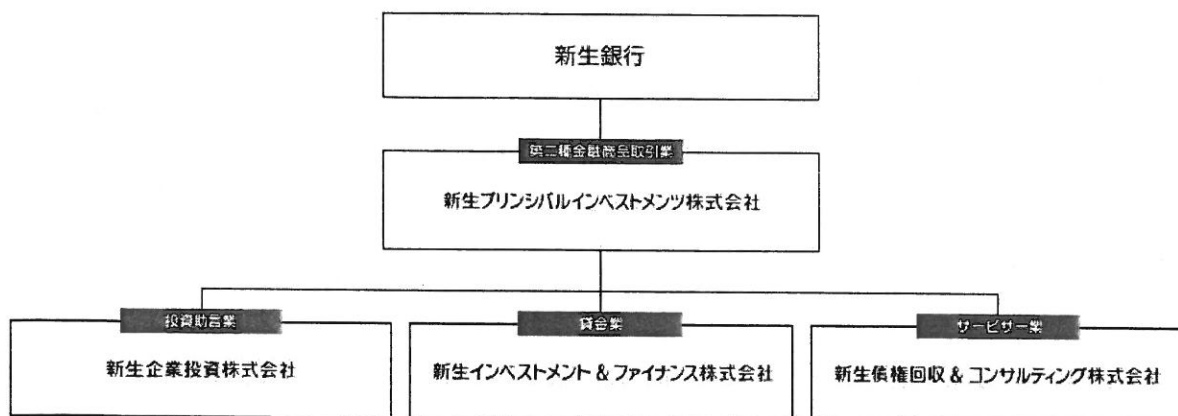 新生銀行
第二種金融商品取引業
新生プリンシパルインベストメンツ株式会社
投資助言業
貸金業
サービサー業
新生企業投資株式会社
新生インベストメント & ファイナンス株式会社
新生債権回収 & コンサルティング株式会社